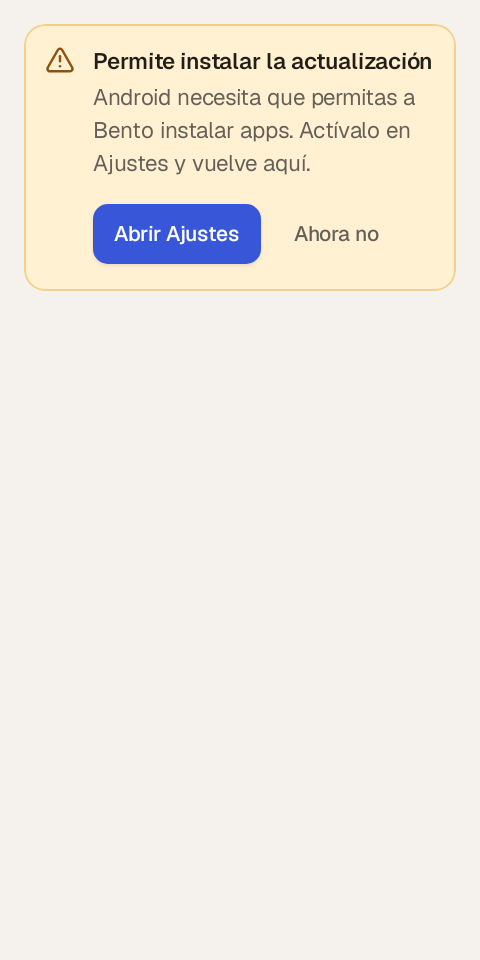 Permite instalar la actualización
Android necesita que permitas a
Bento instalar apps. Actívalo en
Ajustes y vuelve aquí.
Abrir Ajustes
Ahora no